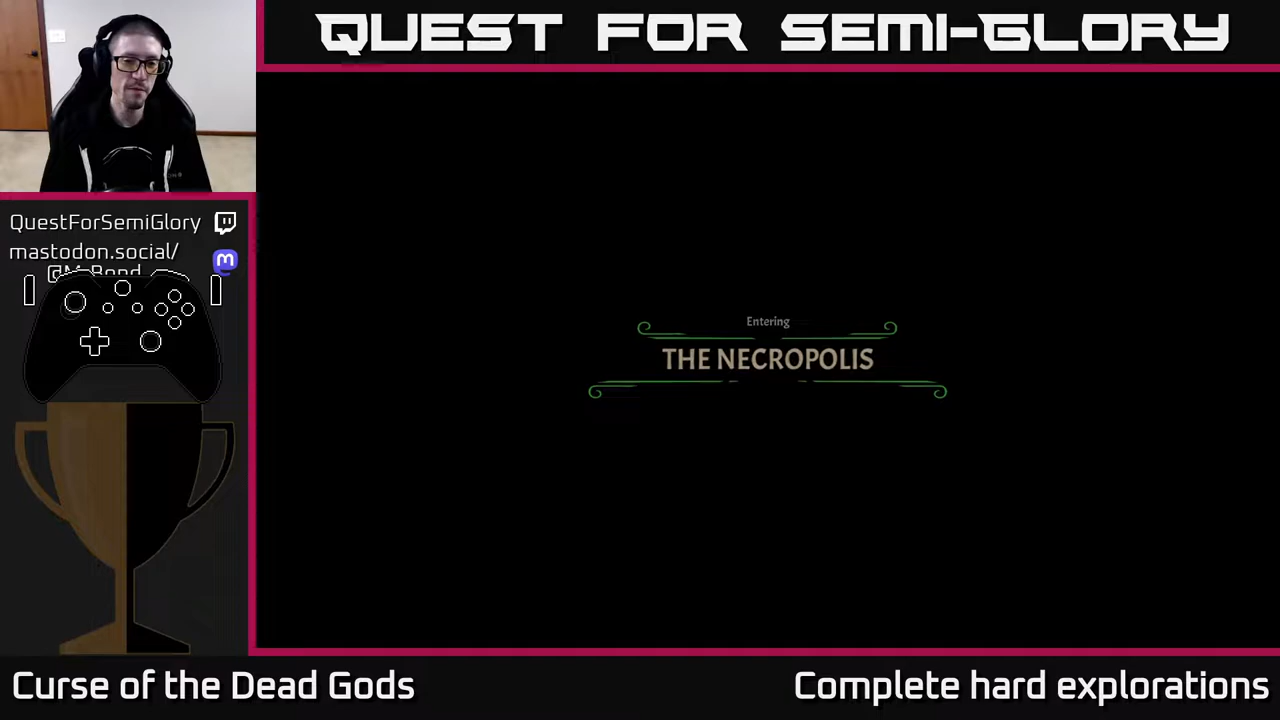 QUEST FOR SEMI-GLORY
QuestForSemiGlory
mastodon.social/
Entering
THE NECROPOLIS
Curse of the Dead Gods
Complete hard explorations